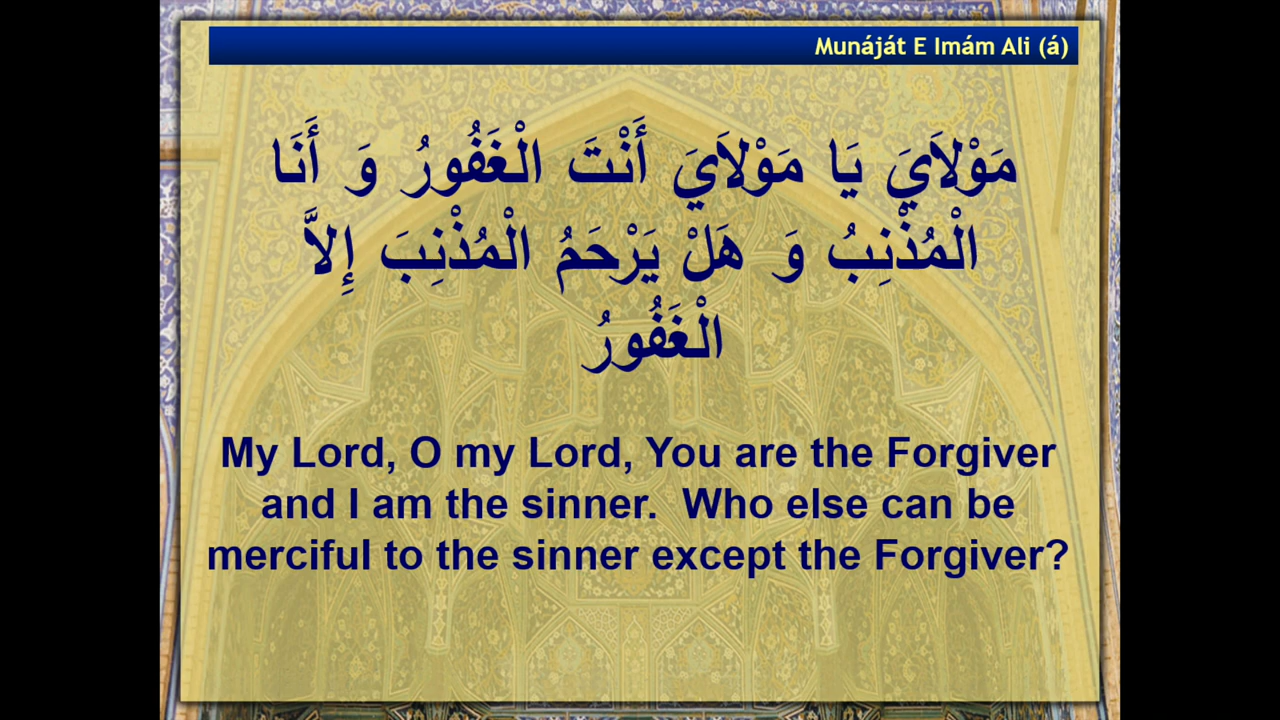 Munáját E Imám Ali (á)
مَوْلاَيَ يَا مَوْلاَيَ أَنْتَ الْغَفُورُ وَ أَنَا
الْمُذْنِبُ وَ هَلْ يَرْحَمُ الْمُذْنِبَ إِلاَّ
الْغَفُورُ
My Lord, O my Lord, You are the Forgiver
and I am the sinner.  Who else can be
merciful to the sinner except the Forgiver?